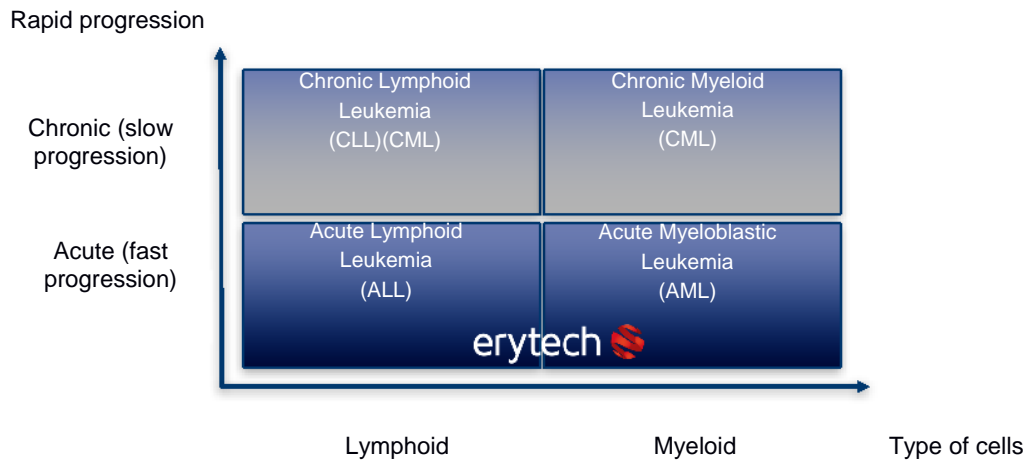 Rapid progression
Chronic (slow
progression)
Chronic Lymphoid
Leukemia
(CLL)(CML)
Chronic Myeloid
Leukemia
(CML)
Acute (fast
progression)
Acute Lymphoid
Leukemia
(ALL)
Acute Myeloblastic
Leukemia
(AML)
erytech
Lymphoid
Myeloid
Type of cells